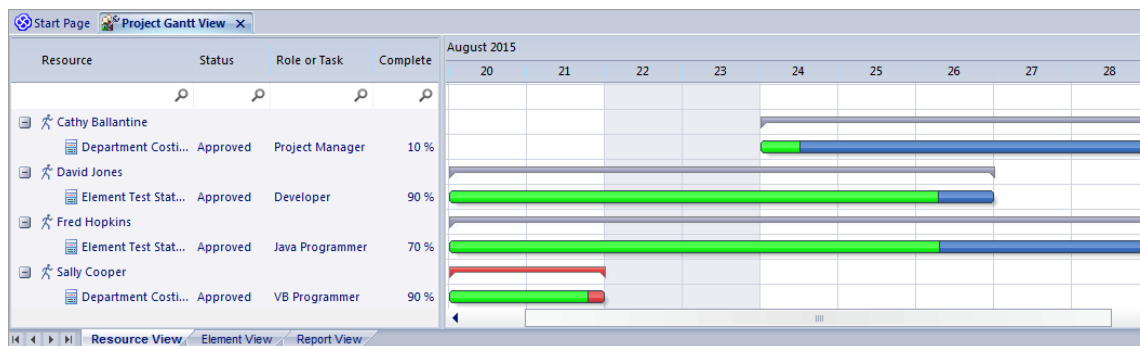 Start Page Project Gantt View X
August 2015
Resource Status Role or Task Complete
20 21 22 23 24 25 26 27 28
Cathy Ballantine
Department Costi... Approved Project Manager 10 %
David Jones
Element Test Stat... Approved Developer 90 %
Fred Hopkins
Element Test Stat... Approved Java Programmer 70 %
Sally Cooper
Department Costi... Approved VB Programmer 90 %
Resource View Element View Report View